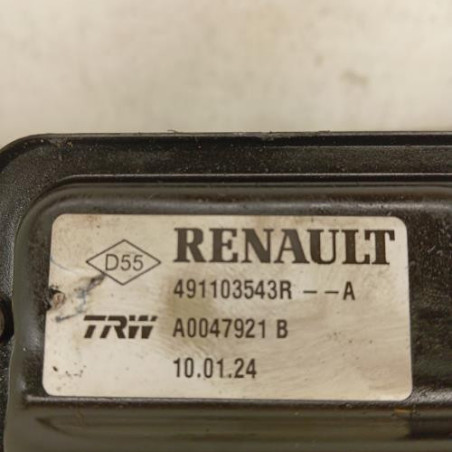 D55 RENAULT
491103543R --A
TRW A0047921 B
10.01.24